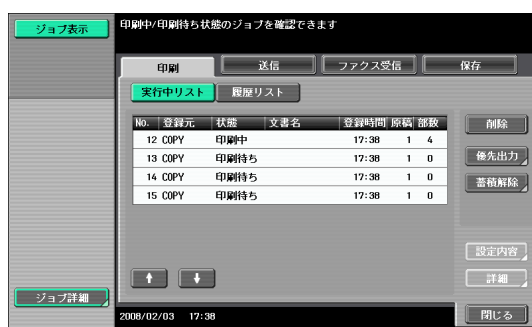 ジョブ表示
印刷中/印刷待ち状態のジョブを確認できます
印刷 送信 ファクス受信 保存
実行中リスト 履歴リスト
No. 登録元 状態 文書名 登録時間 原稿 部数
12 COPY 印刷中 17:38 1 4
13 COPY 印刷待ち 17:38 1 0
14 COPY 印刷待ち 17:38 1 0
15 COPY 印刷待ち 17:38 1 0
削除
優先出力
蓄積解除
設定内容
詳細
ジョブ詳細
2008/02/03 17:38
閉じる